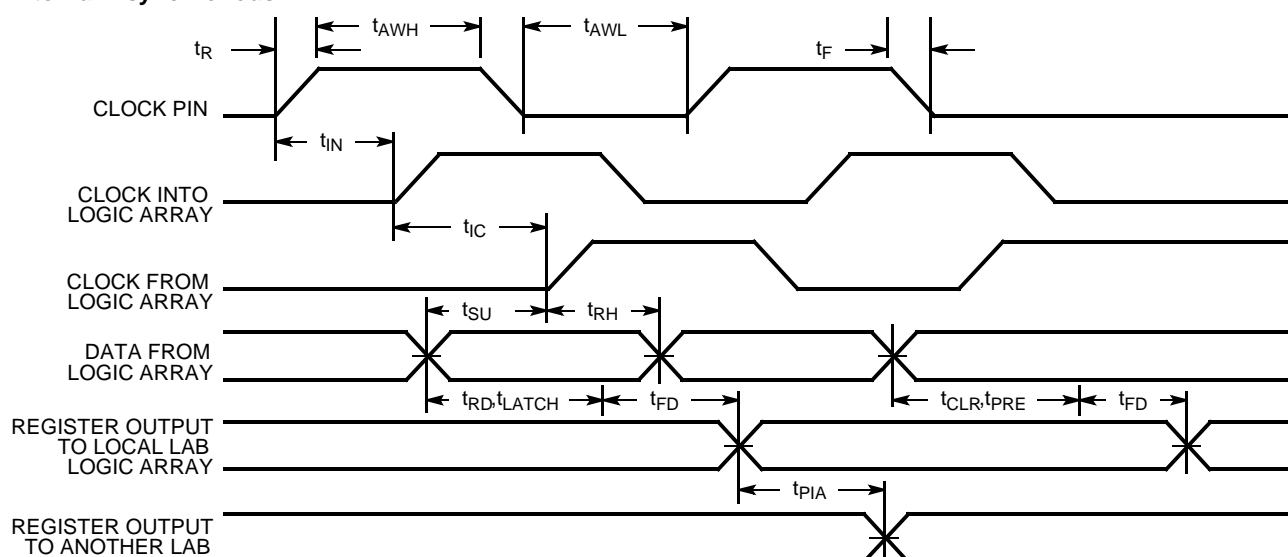 tAWH
tAWL
tR
tF
CLOCK PIN
tIN
CLOCK INTO
LOGIC ARRAY
tIC
CLOCK FROM
LOGIC ARRAY
tSU
tRH
DATA FROM
LOGIC ARRAY
tRD,tLATCH
tFD
tCLR,tPRE
tFD
REGISTER OUTPUT
TO LOCAL LAB
LOGIC ARRAY
tPIA
REGISTER OUTPUT
TO ANOTHER LAB